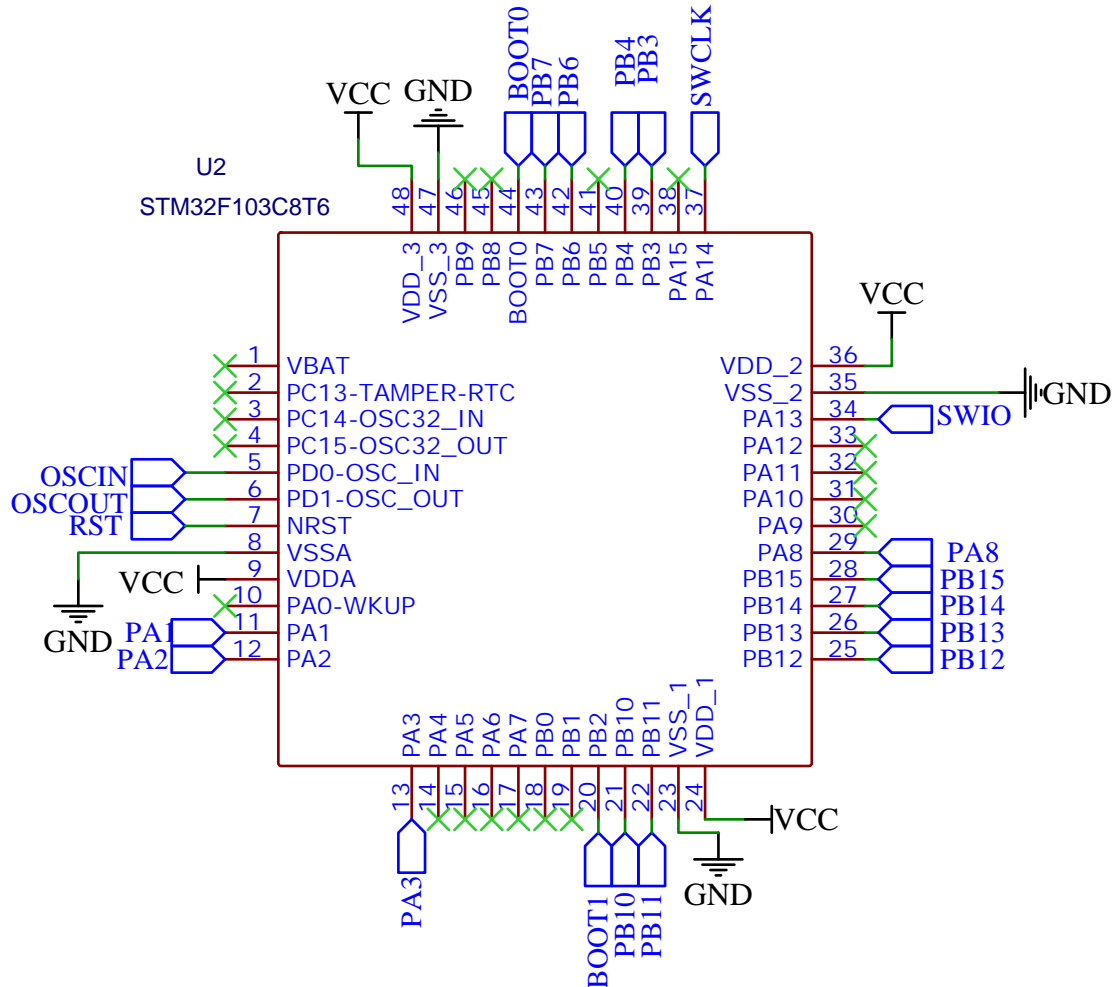 BOOT0
PB7
PB6
PB4
PB3
SWCLK
VCC
GND
U2
STM32F103C8T6
48
47
46
45
44
43
42
41
40
39
38
37
VDD_3
VSS_3
PB9
PB8
BOOT0
PB7
PB6
PB5
PB4
PB3
PA15
PA14
1 VBAT
2 PC13-TAMPER-RTC
3 PC14-OSC32_IN
4 PC15-OSC32_OUT
OSCIN 5 PD0-OSC_IN
OSCOUT 6 PD1-OSC_OUT
RST 7 NRST
8 VSSA
VCC 9 VDDA
10 PA0-WKUP
GND
PA1 11 PA1
PA2 12 PA2
VCC
VDD_2 36
VSS_2 35 GND
PA13 34 SWIO
PA12 33
PA11 32
PA10 31
PA9 30
PA8 29 PA8
PB15 28 PB15
PB14 27 PB14
PB13 26 PB13
PB12 25 PB12
PA3
PA4
PA5
PA6
PA7
PB0
PB1
PB2
PB10
PB11
VSS_1
VDD_1
13
14
15
16
17
18
19
20
21
22
23
24
VCC
GND
PA3
BOOT1
PB10
PB11